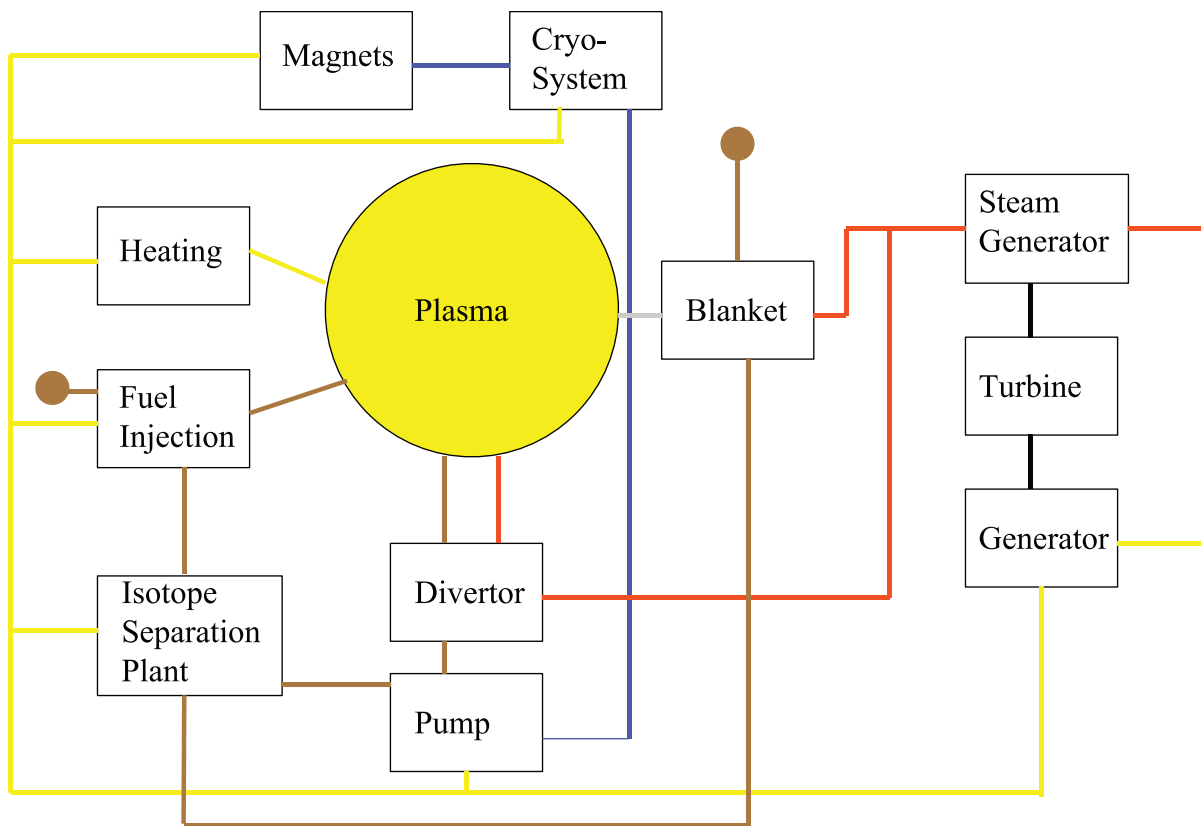 Magnets
Cryo-
System
Steam
Generator
Heating
Plasma
Blanket
Fuel
Injection
Turbine
Generator
Isotope
Separation
Plant
Divertor
Pump